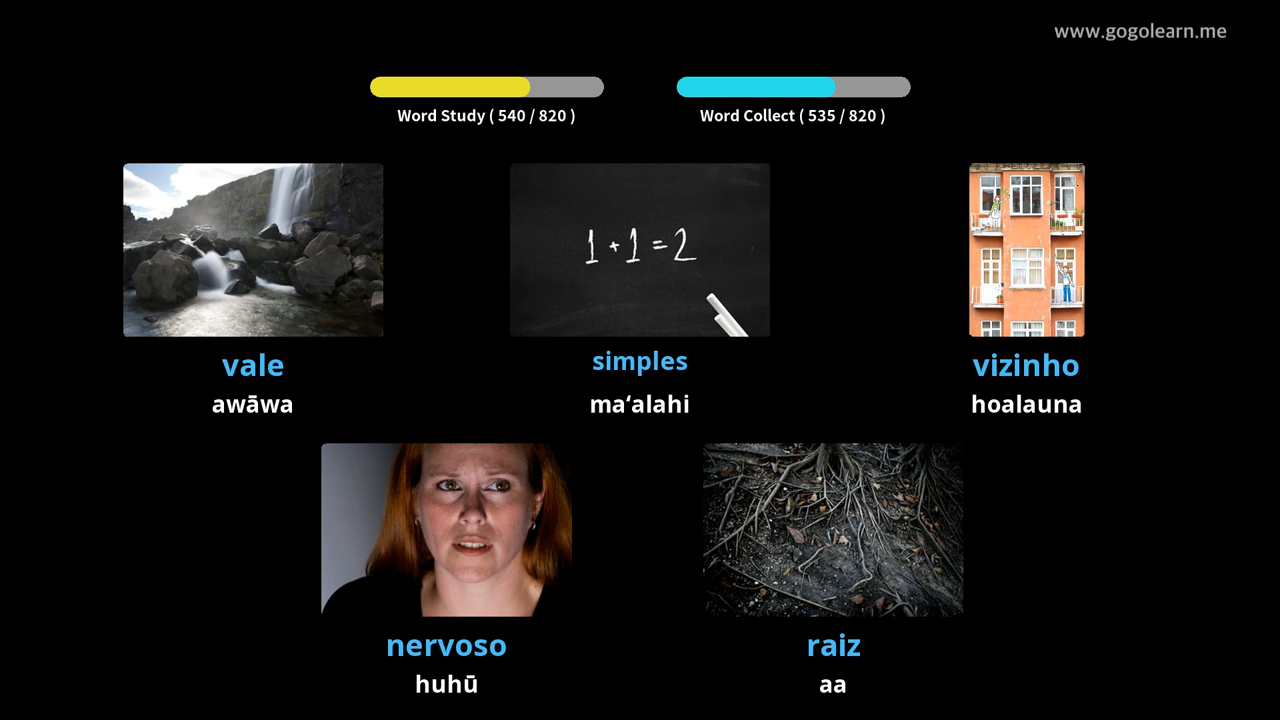 www.gogolearn.me
Word Study ( 540 / 820 )
Word Collect ( 535 / 820 )
1 + 1 = 2
vale
awāwa
simples
maʻalahi
vizinho
hoalauna
nervoso
huhū
raiz
aa